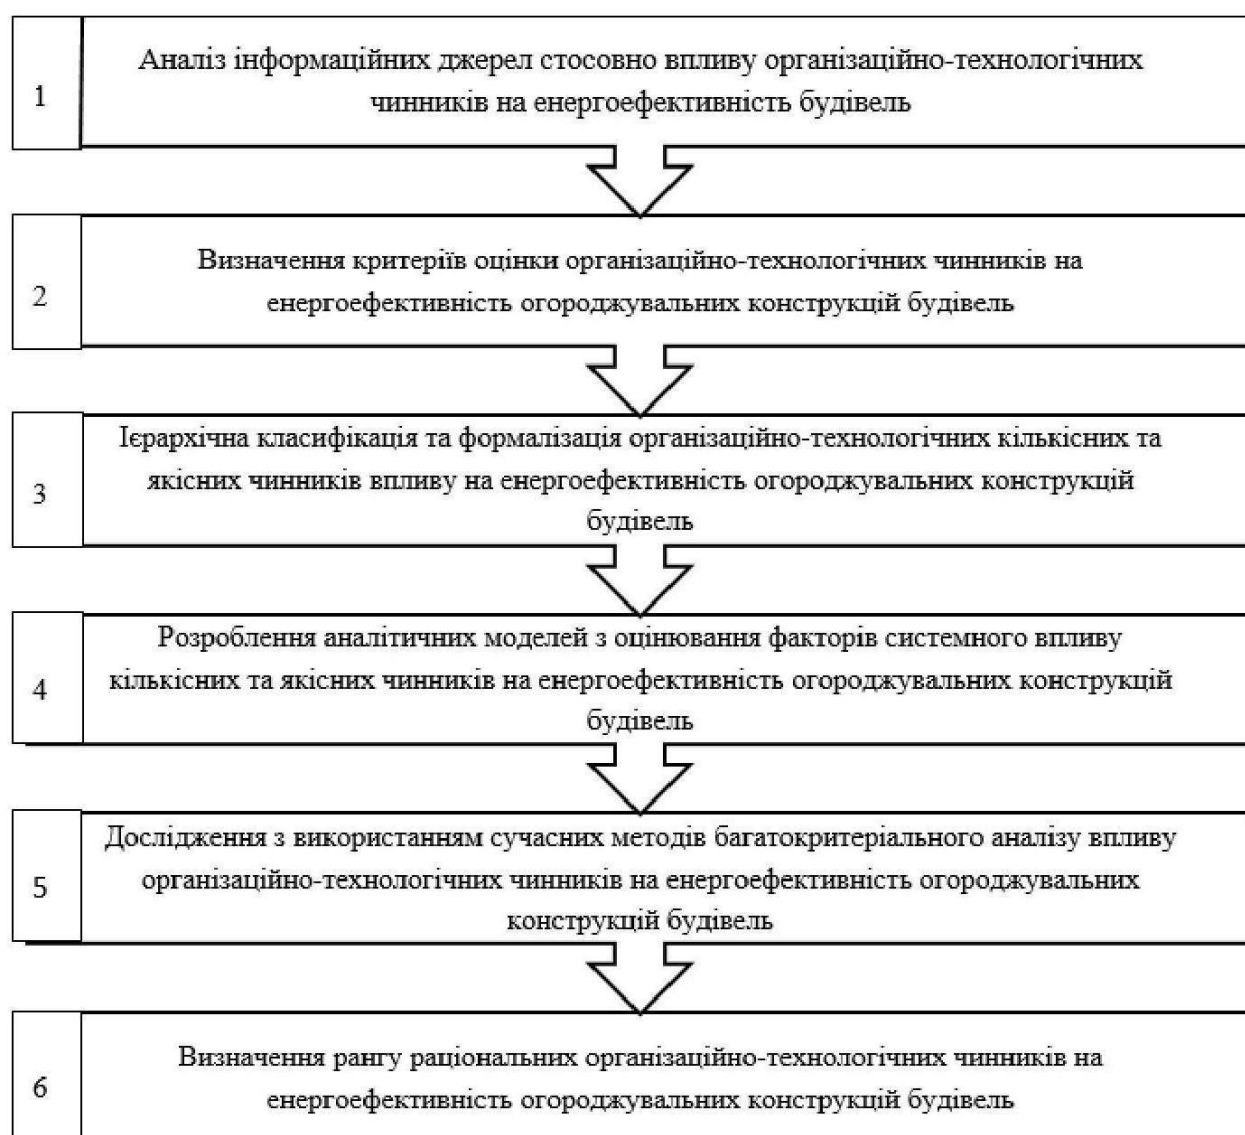 1
Аналіз інформаційних джерел стосовно впливу організаційно-технологічних
чинників на енергоефективність будівель
2
Визначення критеріїв оцінки організаційно-технологічних чинників на
енергоефективність огороджувальних конструкцій будівель
3
Ієрархічна класифікація та формалізація організаційно-технологічних кількісних та
якісних чинників впливу на енергоефективність огороджувальних конструкцій
будівель
4
Розроблення аналітичних моделей з оцінювання факторів системного впливу
кількісних та якісних чинників на енергоефективність огороджувальних конструкцій
будівель
5
Дослідження з використанням сучасних методів багатокритеріального аналізу впливу
організаційно-технологічних чинників на енергоефективність огороджувальних
конструкцій будівель
6
Визначення рангу раціональних організаційно-технологічних чинників на
енергоефективність огороджувальних конструкцій будівель